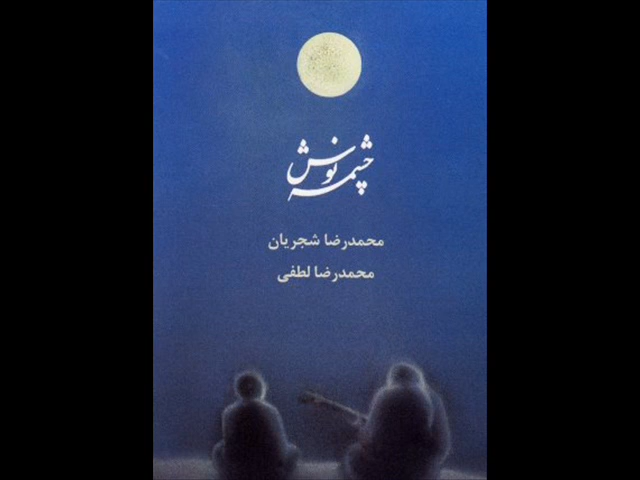 چشمه نوش
محمدرضا شجریان
محمدرضا لطفی